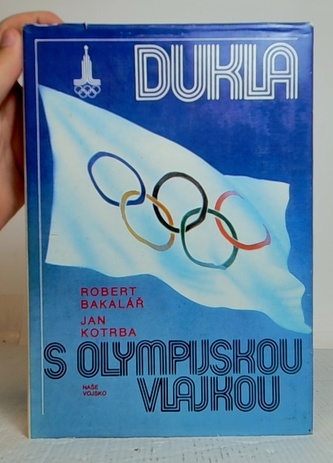 DUKLA
ROBERT
BAKALÁŘ
JAN
KOTRBA
S OLYMPIJSKOU
VLAJKOU
NAŠE
VOJSKO